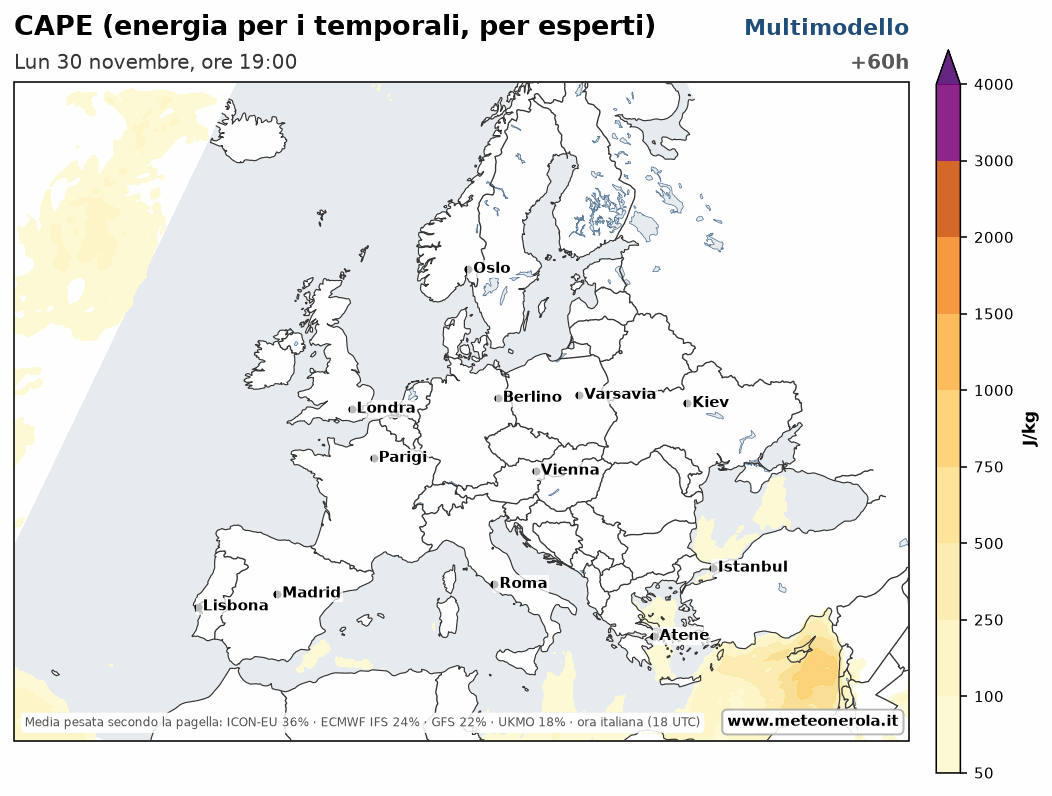 CAPE (energia per i temporali, per esperti)
Multimodello
Lun 30 novembre, ore 19:00
+60h
4000
3000
2000
1500
1000
750
500
250
100
50
J/kg
Oslo
Berlino
Varsavia
Kiev
Londra
Parigi
Vienna
Istanbul
Roma
Madrid
Lisbona
Atene
Media pesata secondo la pagella: ICON-EU 36% · ECMWF IFS 24% · GFS 22% · UKMO 18% · ora italiana (18 UTC)
www.meteonerola.it